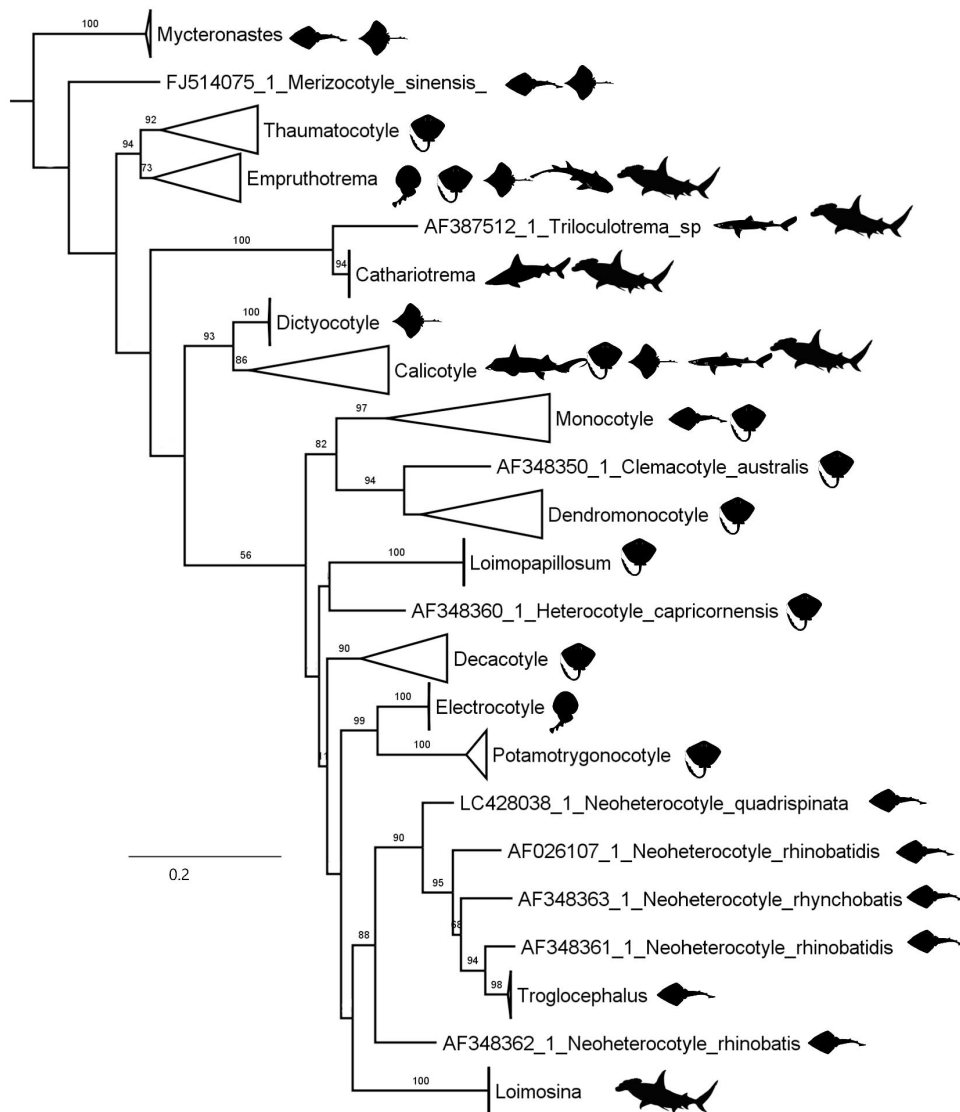 100
Mycteronastes
FJ514075_1_Merizocotyle_sinensis_
92
Thaumatocotyle
94
73
Empruthotrema
AF387512_1_Triloculotrema_sp
100
94
Cathariotrema
100
Dictyocotyle
93
86
Calicotyle
97
Monocotyle
82
AF348350_1_Clemacotyle_australis
94
Dendromonocotyle
56
100
Loimopapillosum
AF348360_1_Heterocotyle_capricornensis
90
Decacotyle
100
Electrocotyle
99
11
100
Potamotrygonocotyle
LC428038_1_Neoheterocotyle_quadrispinata
90
AF026107_1_Neoheterocotyle_rhinobatidis
0.2
95
AF348363_1_Neoheterocotyle_rhynchobatis
68
88
AF348361_1_Neoheterocotyle_rhinobatidis
94
98
Troglocephalus
AF348362_1_Neoheterocotyle_rhinobatis
100
Loimosina